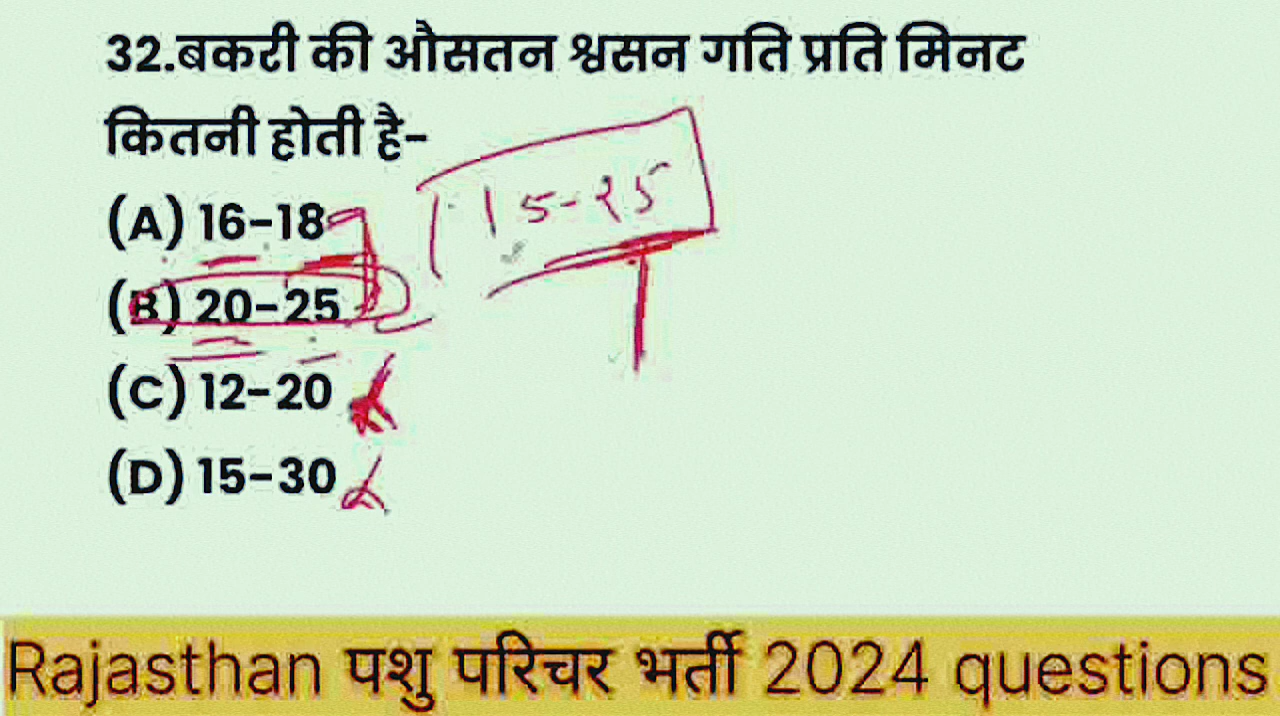 32.बकरी की औसतन श्वसन गति प्रति मिनट
कितनी होती है-
15-25
(A) 16-18
(B) 20-25
(C) 12-20
(D) 15-30
Rajasthan पशु परिचर भर्ती 2024 questions